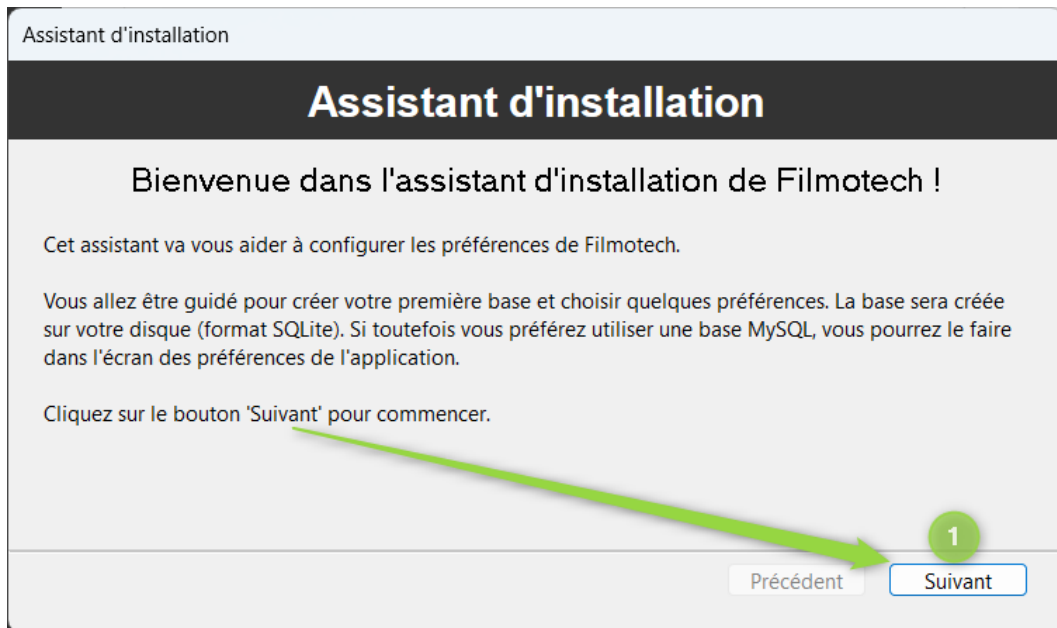 Assistant d'installation
Assistant d'installation
Bienvenue dans l'assistant d'installation de Filmotech !
Cet assistant va vous aider à configurer les préférences de Filmotech.
Vous allez être guidé pour créer votre première base et choisir quelques préférences. La base sera créée
sur votre disque (format SQLite). Si toutefois vous préférez utiliser une base MySQL, vous pourrez le faire
dans l'écran des préférences de l'application.
Cliquez sur le bouton 'Suivant' pour commencer.
1
Précédent
Suivant